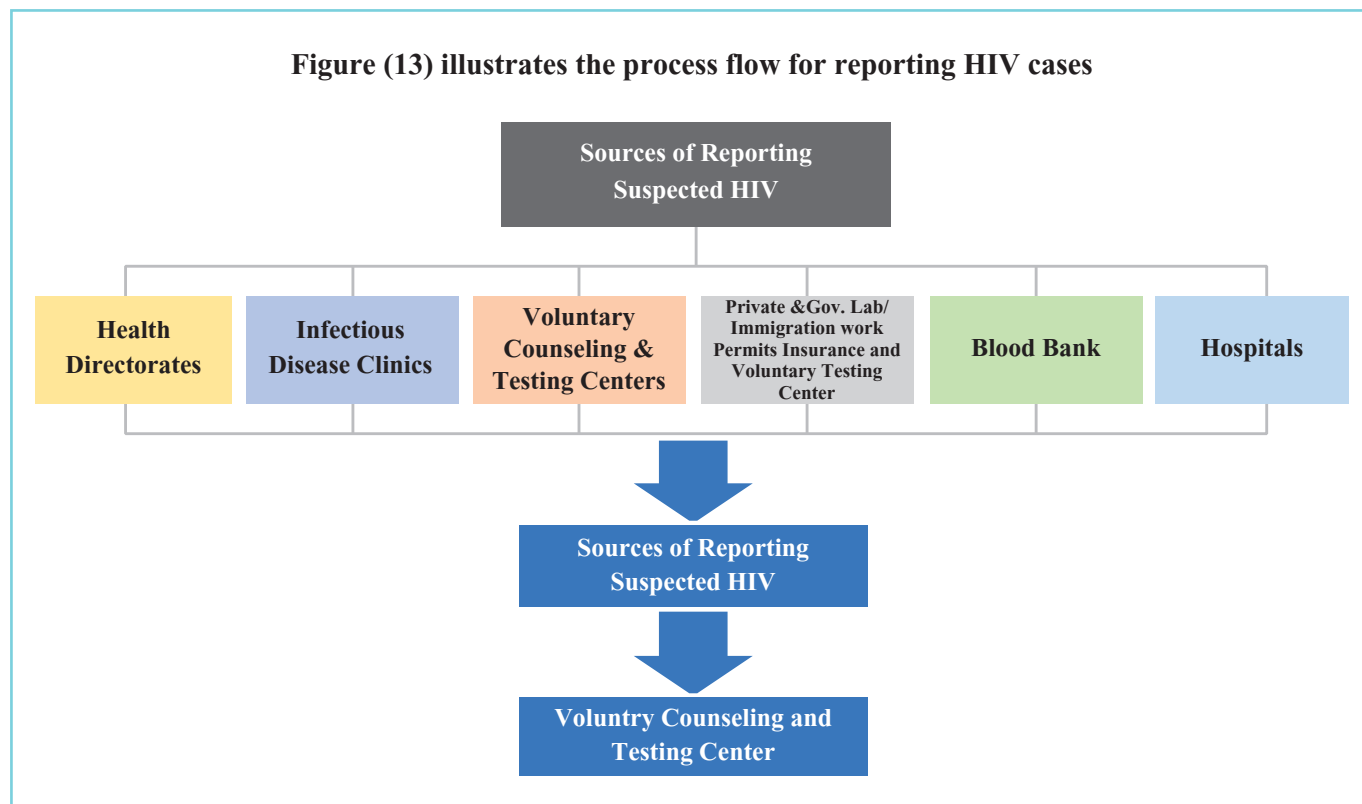 Figure (13) illustrates the process flow for reporting HIV cases
Sources of Reporting
Suspected HIV
Health
Directorates
Infectious
Disease Clinics
Voluntary
Counseling &
Testing Centers
Private &Gov. Lab/
Immigration work
Permits Insurance and
Voluntary Testing
Center
Blood Bank
Hospitals
Sources of Reporting
Suspected HIV
Voluntry Counseling and
Testing Center